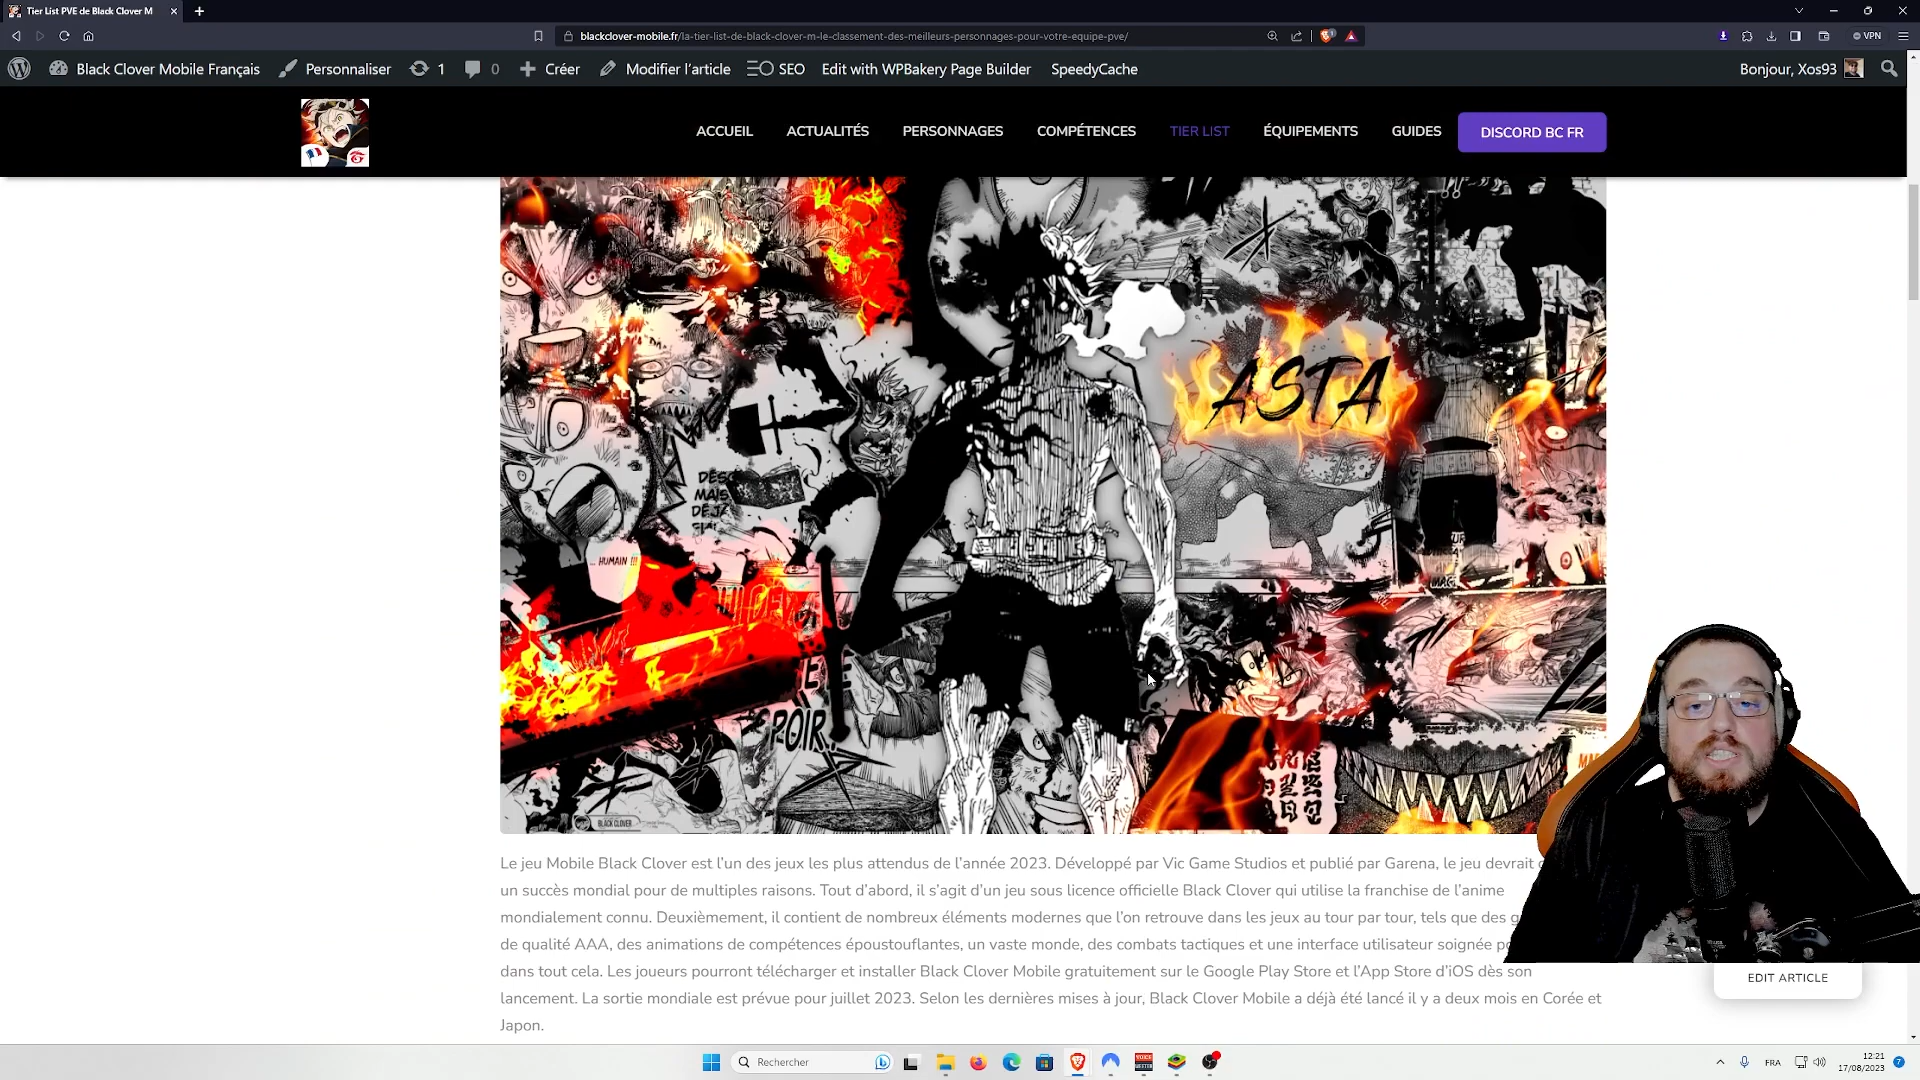 Tier List PVE de Black Clover M
blackclover-mobile.fr/la-tier-list-de-black-clover-m-le-classement-des-meilleurs-personnages-pour-votre-equipe-pve/
VPN
Black Clover Mobile Français
Personnaliser
1
0
Créer
Modifier l'article
SEO
Edit with WPBakery Page Builder
SpeedyCache
Bonjour, Xos93
ACCUEIL
ACTUALITÉS
PERSONNAGES
COMPÉTENCES
TIER LIST
ÉQUIPEMENTS
GUIDES
DISCORD BC FR
ASTA
... HUMAIN !!!
POIR
BLACK CLOVER
Le jeu Mobile Black Clover est l'un des jeux les plus attendus de l'année 2023. Développé par Vic Game Studios et publié par Garena, le jeu devrait
un succès mondial pour de multiples raisons. Tout d'abord, il s'agit d'un jeu sous licence officielle Black Clover qui utilise la franchise de l'anime
mondialement connu. Deuxièmement, il contient de nombreux éléments modernes que l'on retrouve dans les jeux au tour par tour, tels que des
de qualité AAA, des animations de compétences époustouflantes, un vaste monde, des combats tactiques et une interface utilisateur soignée
dans tout cela. Les joueurs pourront télécharger et installer Black Clover Mobile gratuitement sur le Google Play Store et l'App Store d'iOS dès son
lancement. La sortie mondiale est prévue pour juillet 2023. Selon les dernières mises à jour, Black Clover Mobile a déjà été lancé il y a deux mois en Corée et
Japon.
EDIT ARTICLE
Rechercher
FRA
12:21
17/08/2023
7